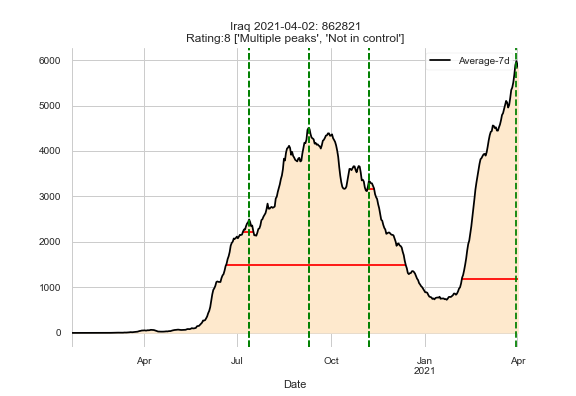 Iraq 2021-04-02: 862821
Rating:8 ['Multiple peaks', 'Not in control']
Average-7d
6000
5000
4000
3000
2000
1000
0
Apr
Jul
Oct
Jan
2021
Apr
Date